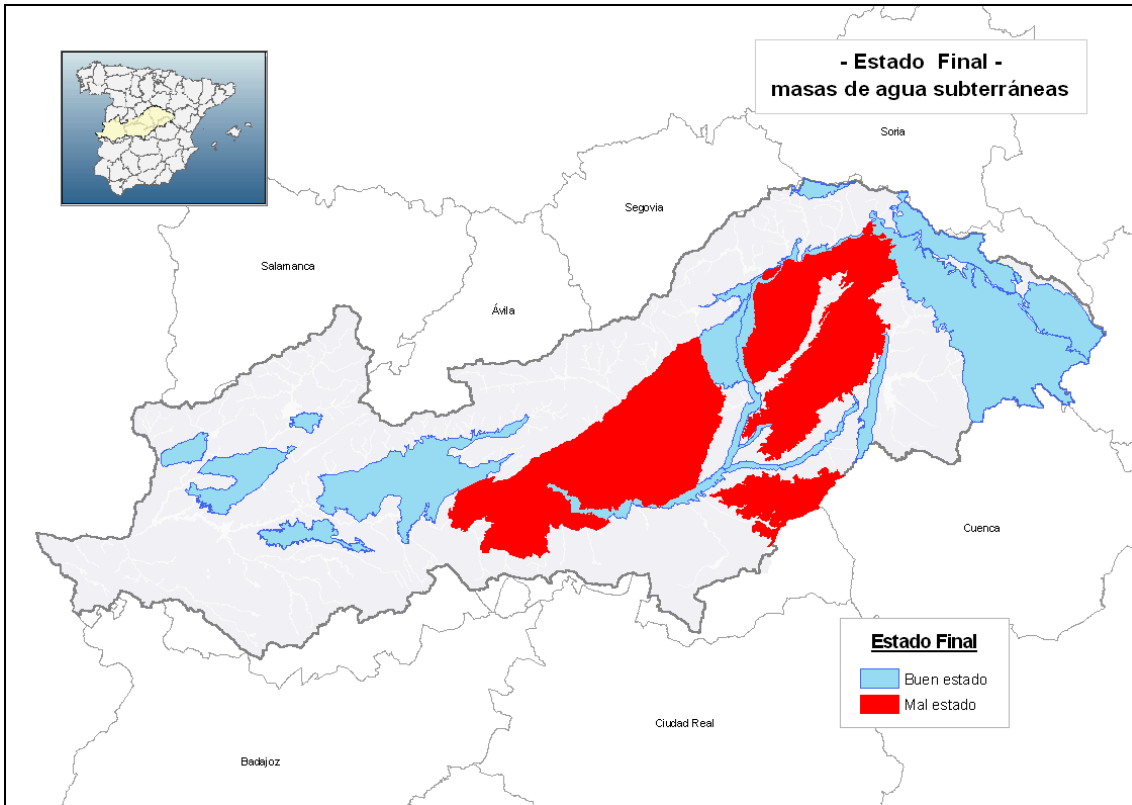 - Estado Final -
masas de agua subterráneas
Soria
Segovia
Salamanca
Ávila
Cuenca
Estado Final
Buen estado
Mal estado
Ciudad Real
Badajoz